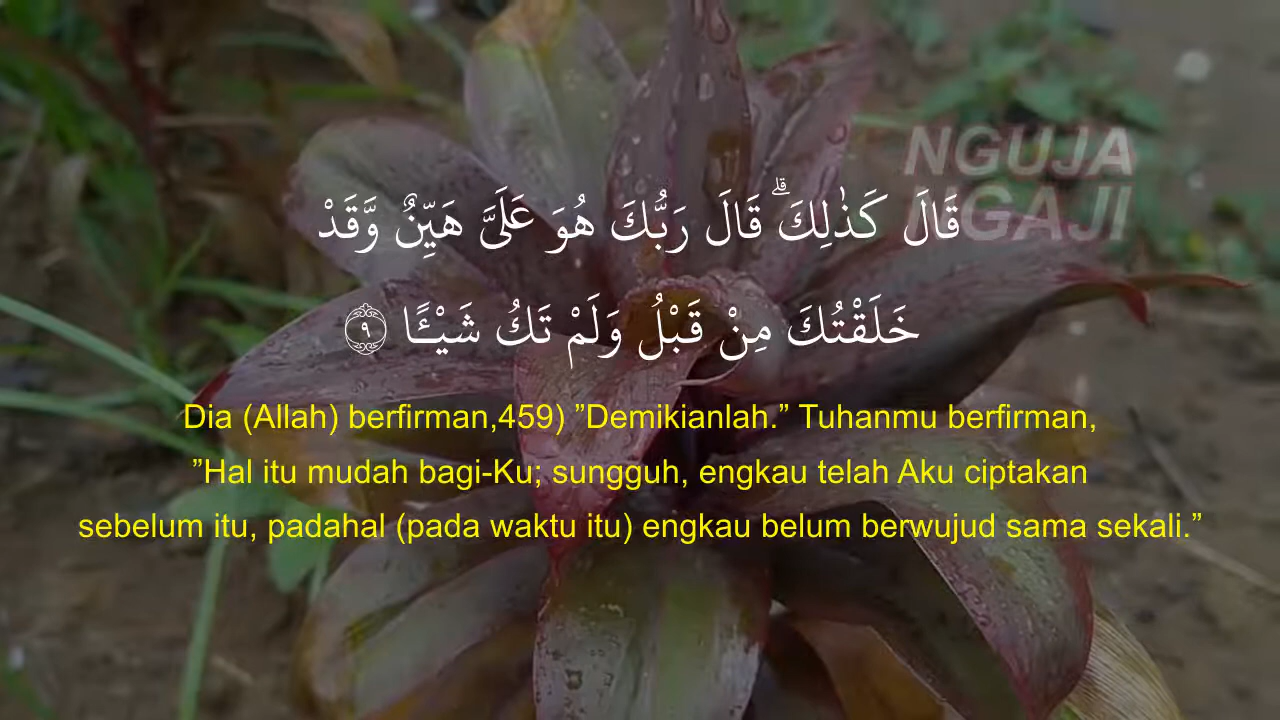 NGUJA
NGAJI
قَالَ كَذٰلِكَۗ قَالَ رَبُّكَ هُوَ عَلَيَّ هَيِّنٌ وَّقَدْ
خَلَقْتُكَ مِنْ قَبْلُ وَلَمْ تَكُ شَيْـًٔا ٩
Dia (Allah) berfirman,459) ”Demikianlah.” Tuhanmu berfirman,
”Hal itu mudah bagi-Ku; sungguh, engkau telah Aku ciptakan
sebelum itu, padahal (pada waktu itu) engkau belum berwujud sama sekali.”